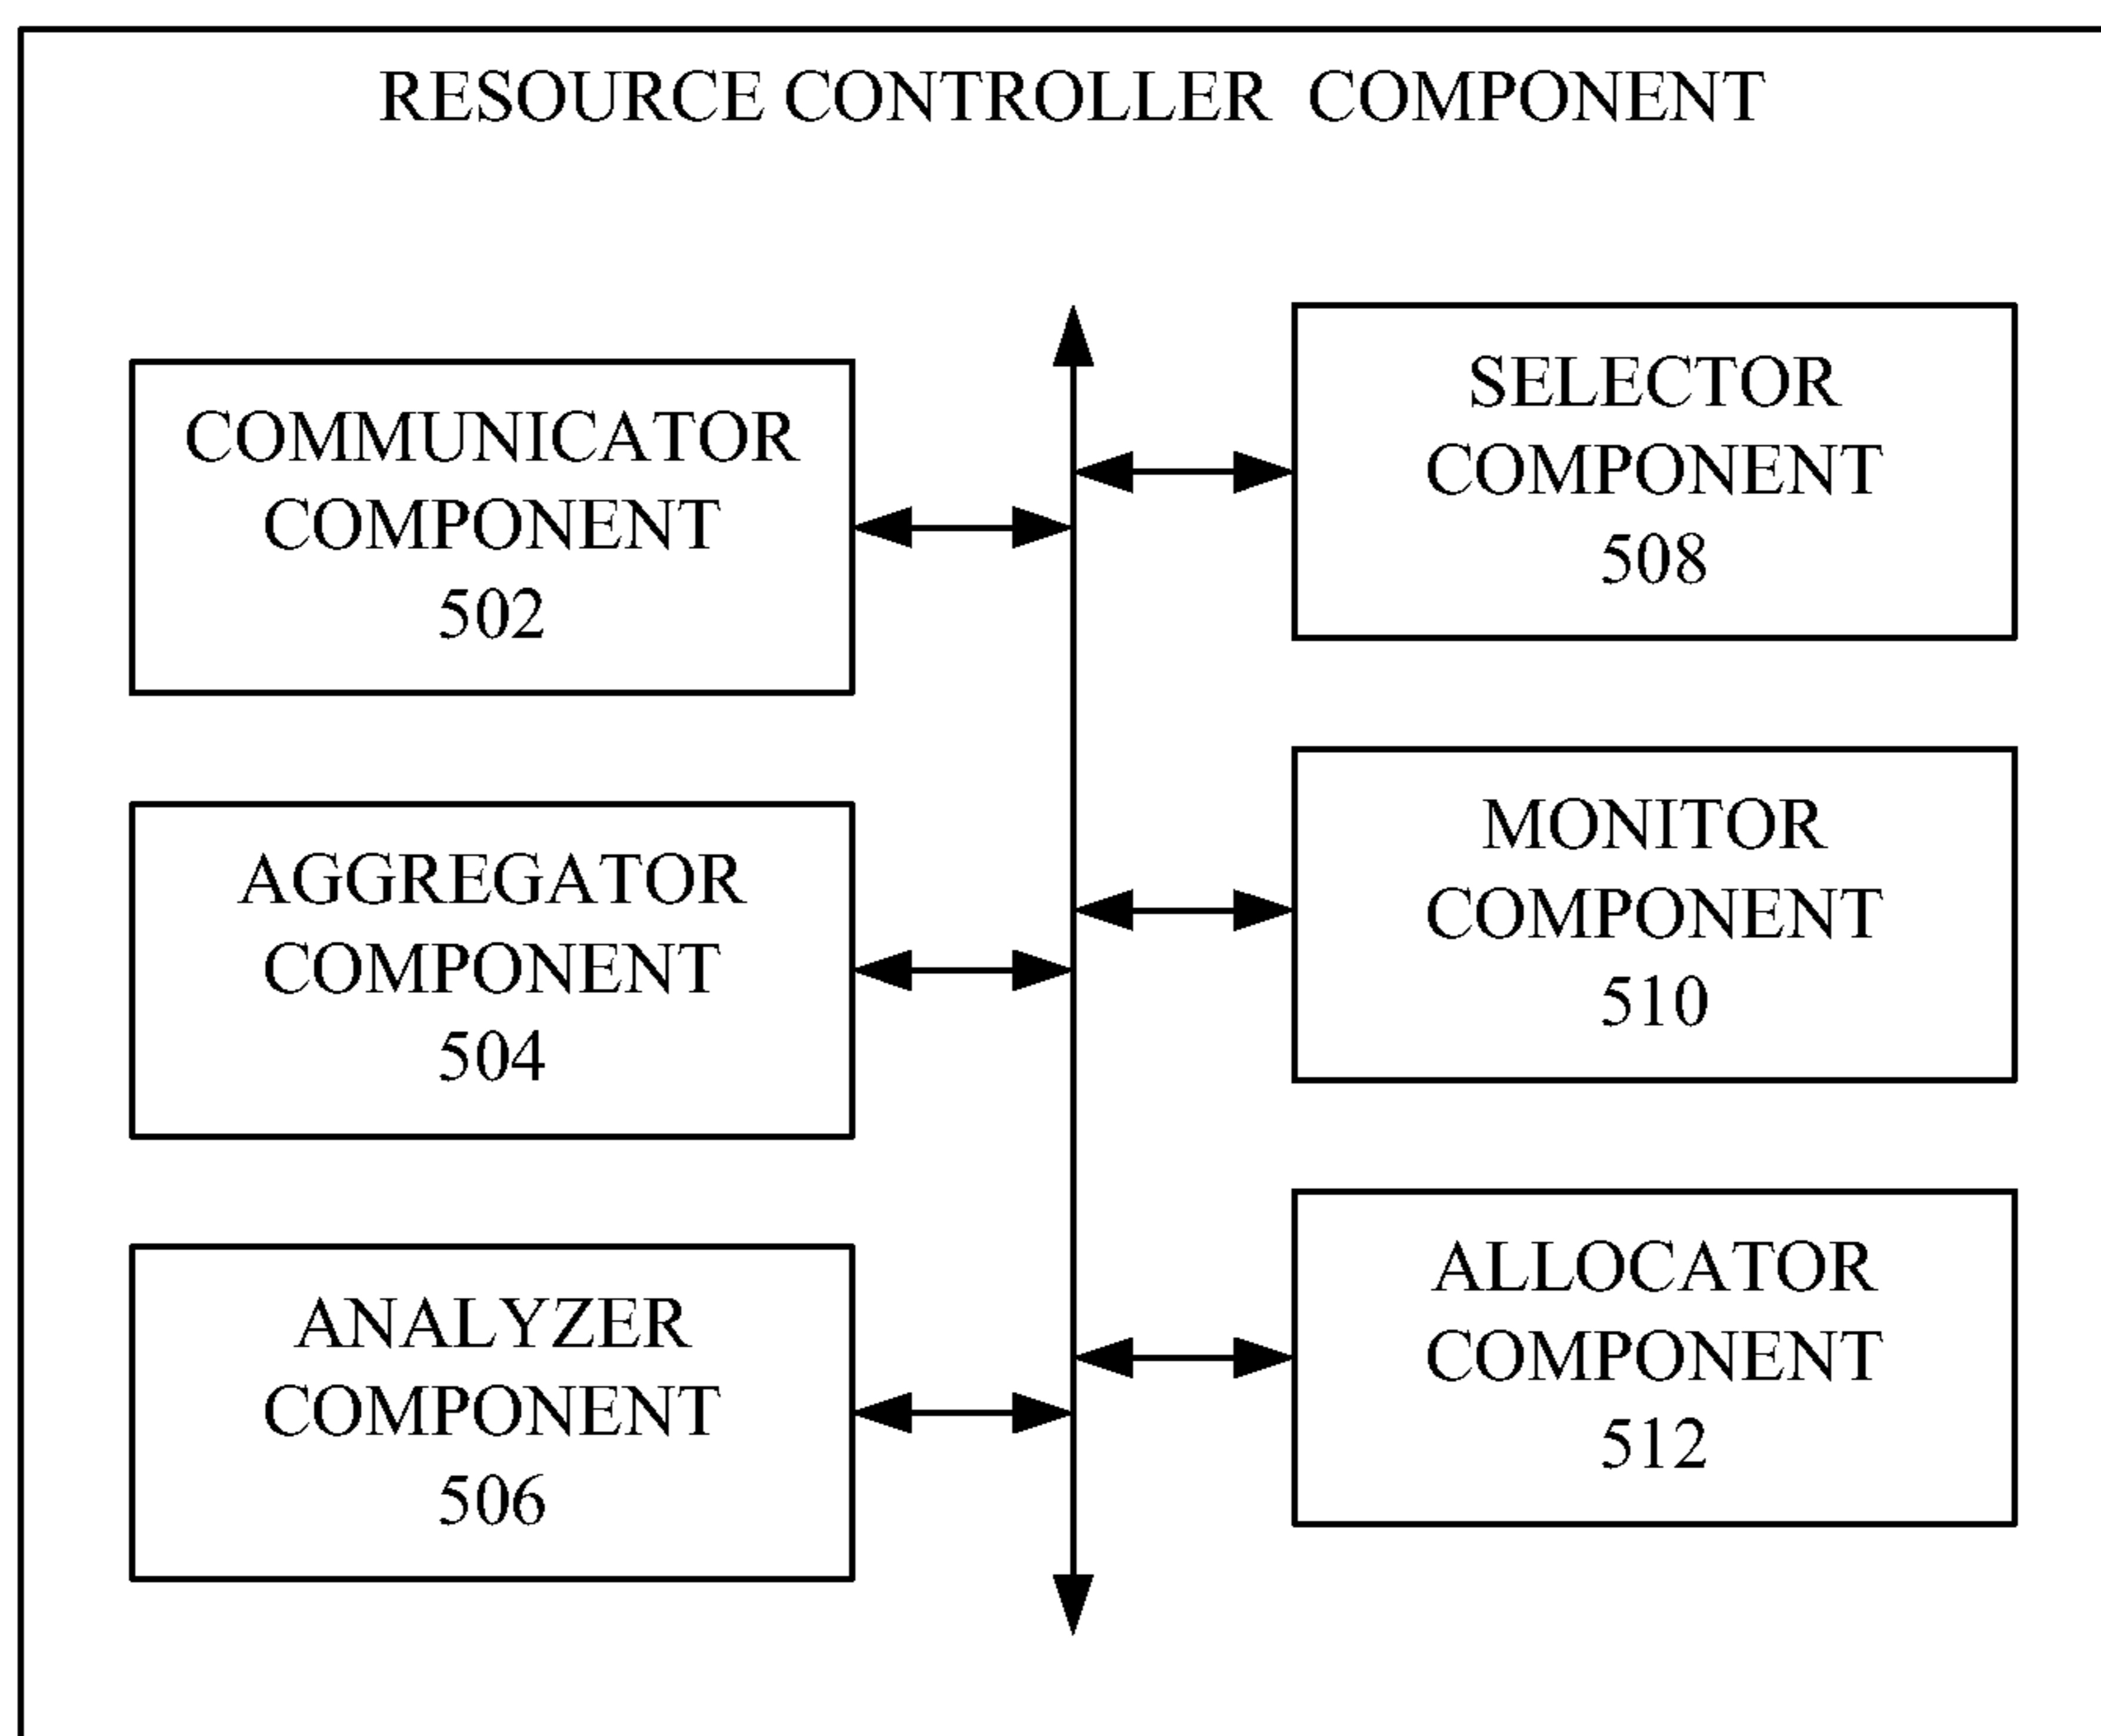 RESOURCE CONTROLLER COMPONENT
COMMUNICATOR
COMPONENT
502
AGGREGATOR
COMPONENT
504
ANALYZER
COMPONENT
506
SELECTOR
COMPONENT
508
MONITOR
COMPONENT
510
ALLOCATOR
COMPONENT
512